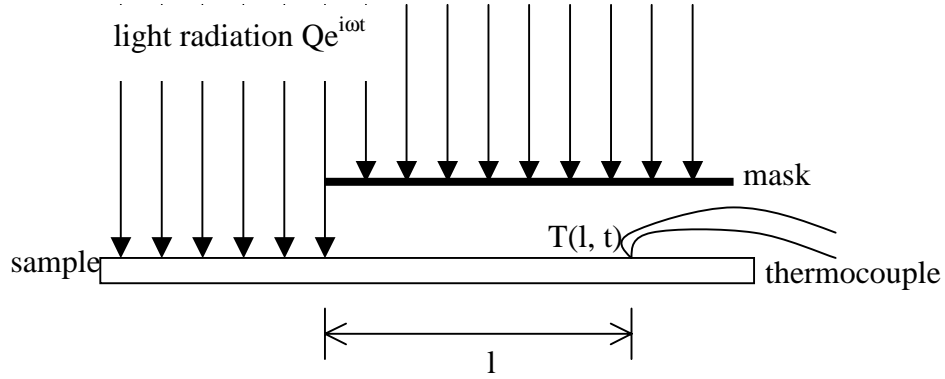 light radiation Qe^{iωt}
mask
T(l, t)
sample
thermocouple
l